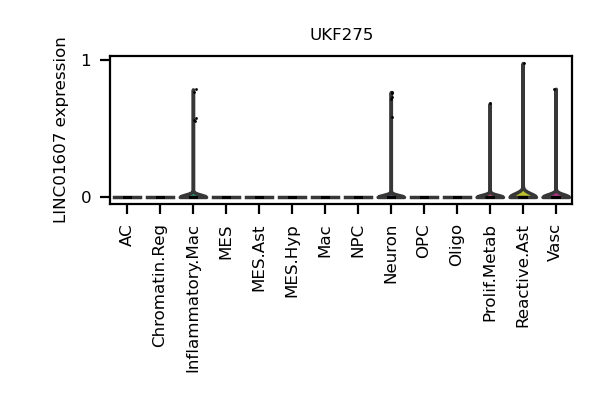 UKF275
LINC01607 expression
1
0
AC
Chromatin.Reg
Inflammatory.Mac
MES
MES.Ast
MES.Hyp
Mac
NPC
Neuron
OPC
Oligo
Prolif.Metab
Reactive.Ast
Vasc